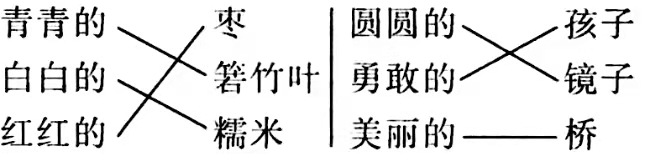 青青的 枣 圆圆的 孩子
白白的 箬竹叶 勇敢的 镜子
红红的 糯米 美丽的 桥